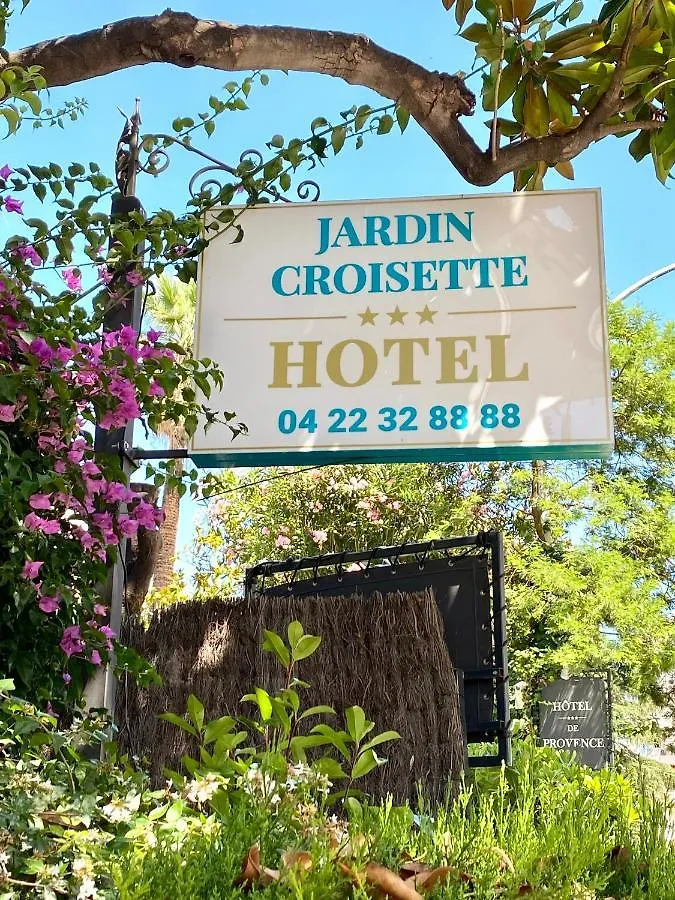 JARDIN
CROISETTE
★★★
HOTEL
04 22 32 88 88
HÔTEL
★★★
DE
PROVENCE